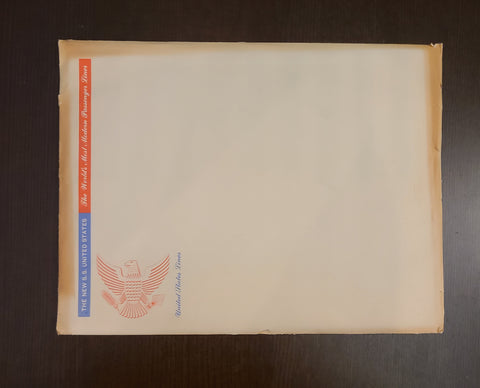 THE NEW S.S. UNITED STATES The World's Most Modern Passenger Liner
United States Lines